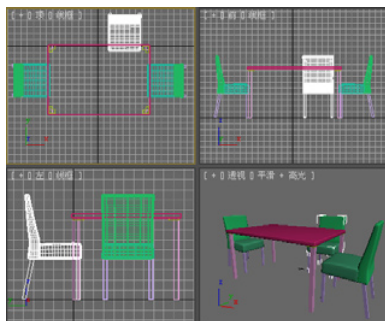 [ + 0 顶 0 线框 ]
[ + 0 前 0 线框 ]
[ + 0 左 0 线框 ]
[ + 0 透视 0 平滑 + 高光 ]